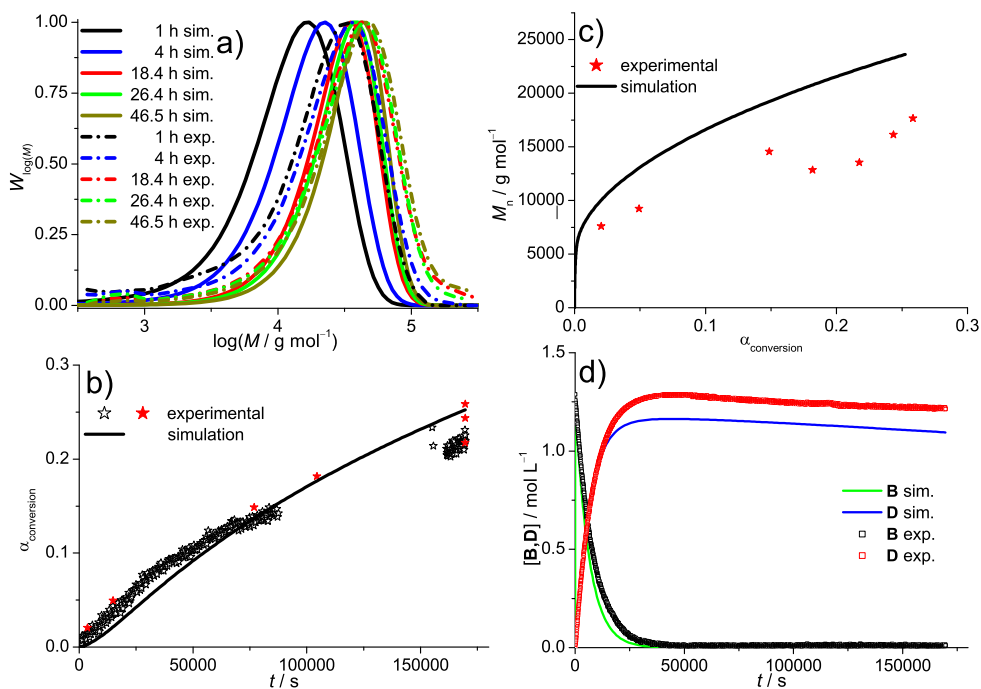 a)
1.00
0.75
0.50
0.25
0.00
W log(M)
1 h sim.
4 h sim.
18.4 h sim.
26.4 h sim.
46.5 h sim.
1 h exp.
4 h exp.
18.4 h exp.
26.4 h exp.
46.5 h exp.
3 4 5
log(M / g mol⁻¹)
c)
25000
20000
15000
10000
5000
0
M̅n / g mol⁻¹
experimental
simulation
0.0 0.1 0.2 0.3
α conversion
b)
0.3
0.2
0.1
0.0
α conversion
experimental
simulation
0 50000 100000 150000
t / s
d)
1.5
1.0
0.5
0.0
[B,D] / mol L⁻¹
B sim.
D sim.
B exp.
D exp.
0 50000 100000 150000
t / s